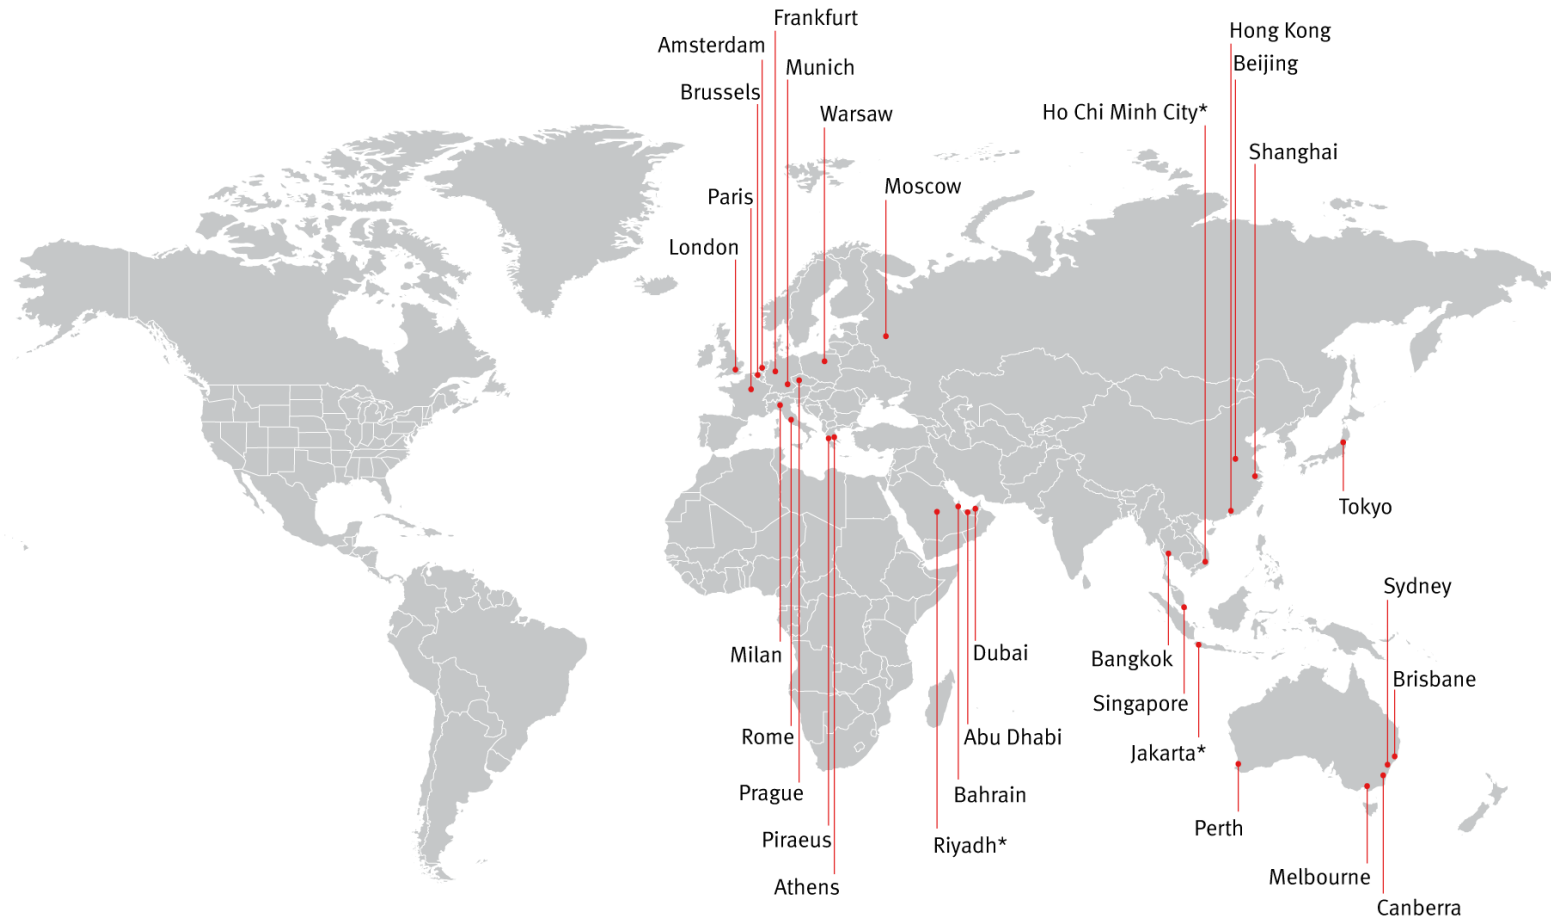 Frankfurt
Hong Kong
Amsterdam
Beijing
Munich
Brussels
Ho Chi Minh City*
Warsaw
Shanghai
Moscow
Paris
London
Tokyo
Sydney
Milan
Dubai
Bangkok
Brisbane
Singapore
Rome
Abu Dhabi
Jakarta*
Prague
Bahrain
Perth
Piraeus
Riyadh*
Melbourne
Athens
Canberra